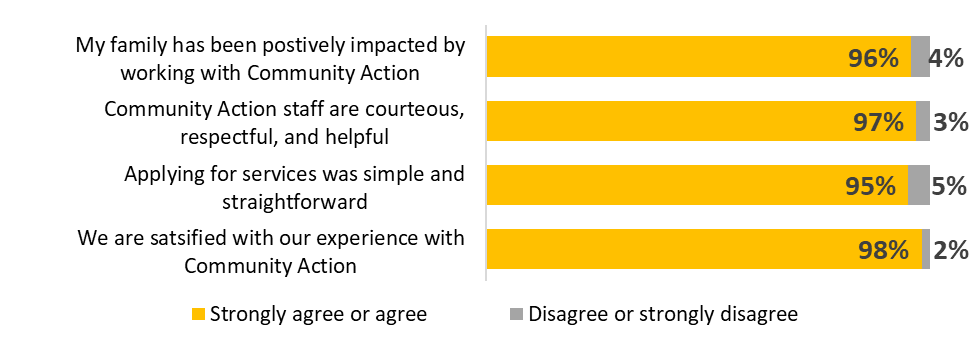 My family has been postively impacted by
working with Community Action
96% 4%
Community Action staff are courteous,
respectful, and helpful
97% 3%
Applying for services was simple and
straightforward
95% 5%
We are satsified with our experience with
Community Action
98% 2%
Strongly agree or agree
Disagree or strongly disagree